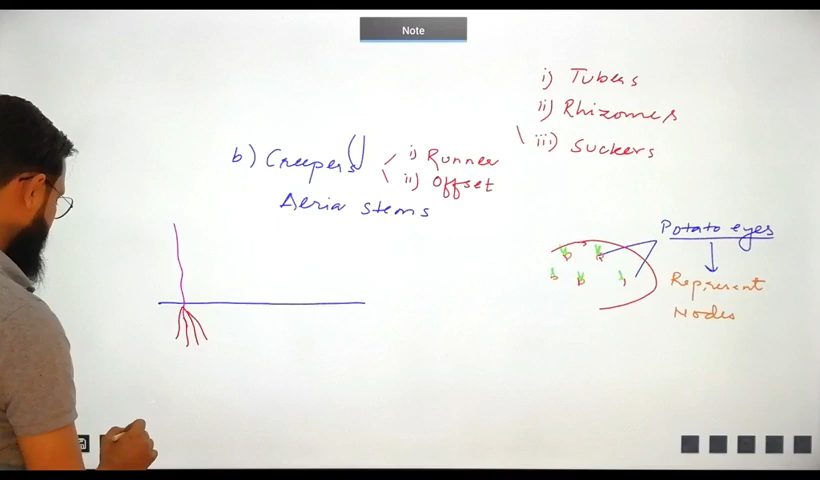 Note
i) Tubers
ii) Rhizomes
iii) Suckers
b) Creepers
i) Runner
ii) Offset
Aeria stems
Potato eyes
Represent
Nodes